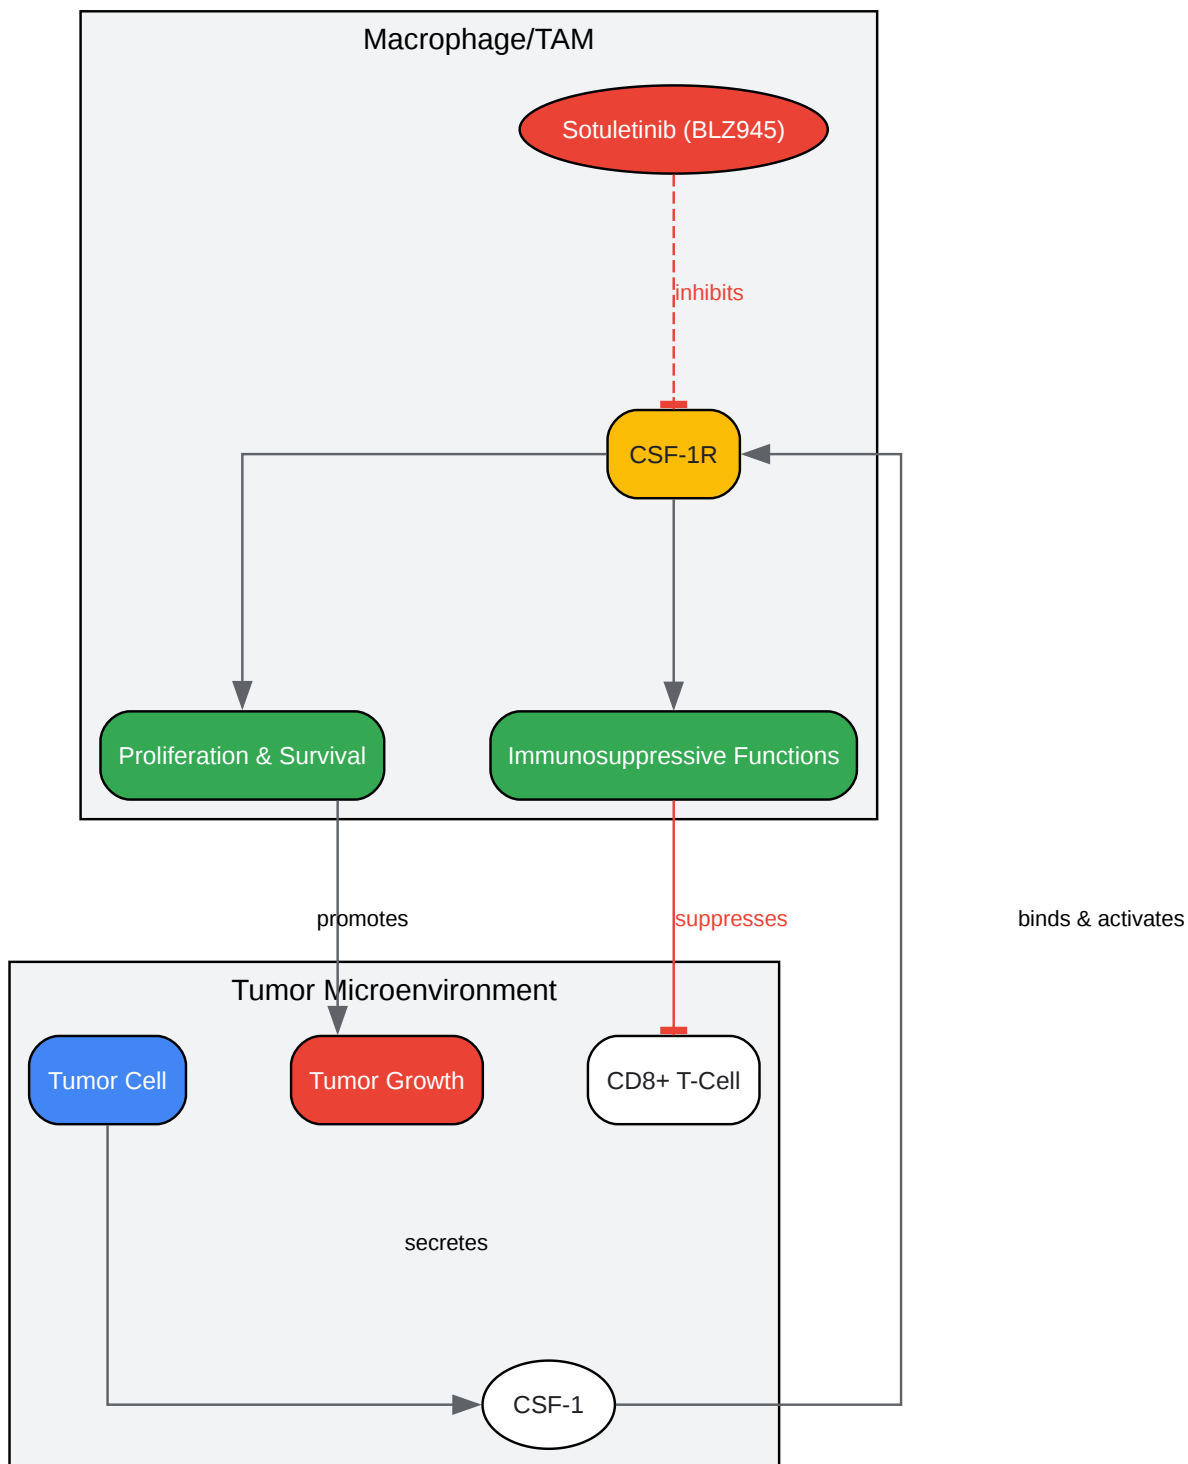 Macrophage/TAM
Sotuletinib (BLZ945)
inhibits
CSF-1R
Proliferation & Survival
Immunosuppressive Functions
promotes
suppresses
binds & activates
Tumor Microenvironment
Tumor Cell
Tumor Growth
CD8+ T-Cell
secretes
CSF-1